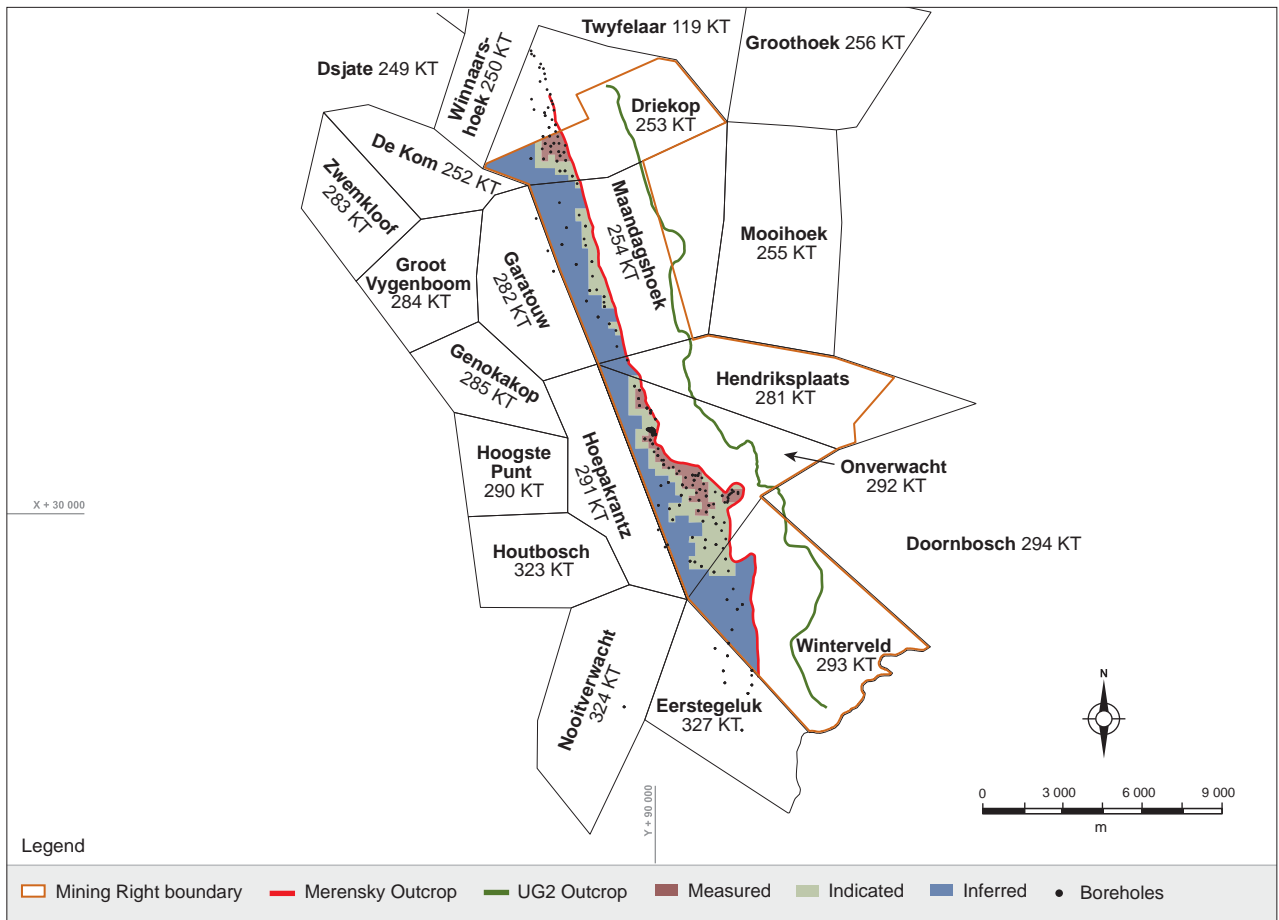 Twyfelaar 119 KT
Groothoek 256 KT
Dsjate 249 KT
Winnaars-
hoek 250 KT
Driekop
253 KT
De Kom 252 KT
Zwemkloof
283 KT
Maandagshoek
254 KT
Mooihoek
255 KT
Groot
Vygenboom
284 KT
Garatouw
282 KT
Genokakop
285 KT
Hendriksplaats
281 KT
Hoogste
Punt
290 KT
Hoepakrantz
291 KT
Onverwacht
292 KT
X + 30 000
Houtbosch
323 KT
Doornbosch 294 KT
Nooitverwacht
324 KT
Winterveld
293 KT
Eerstegeluk
327 KT
N
Y + 90 000
0 3 000 6 000 9 000
m
Legend
Mining Right boundary Merensky Outcrop UG2 Outcrop Measured Indicated Inferred Boreholes